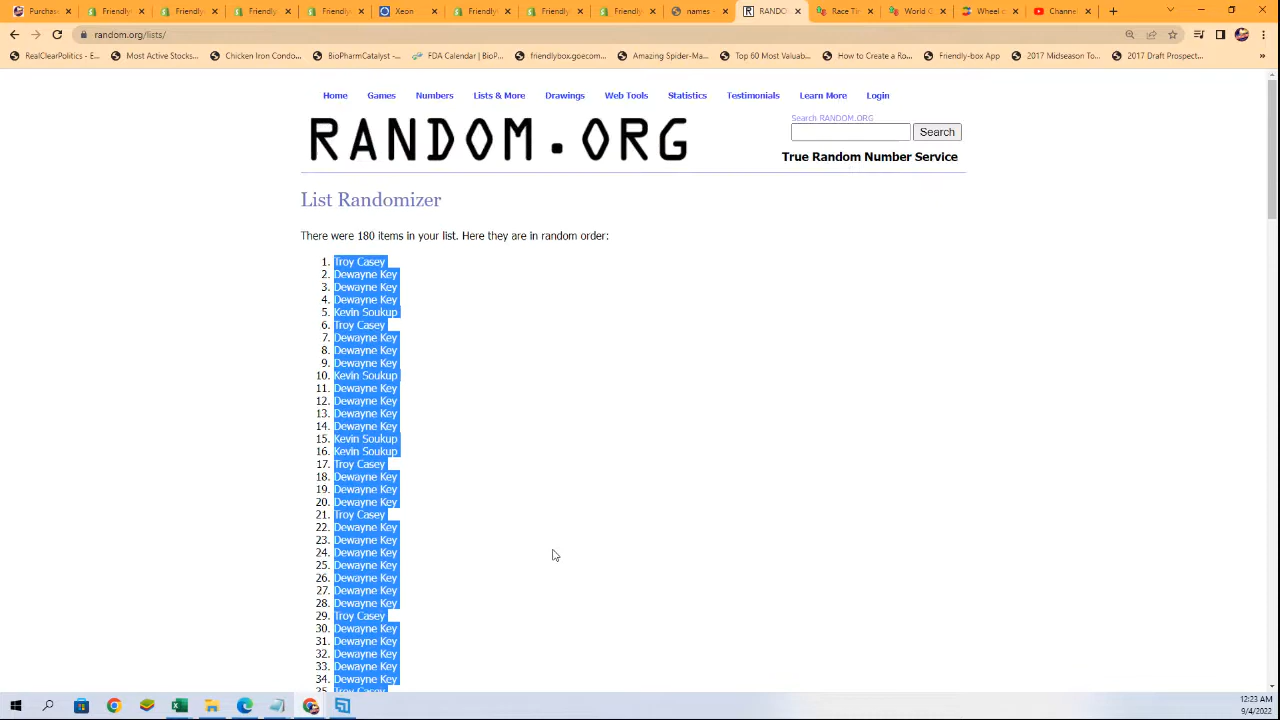 Purchas
Friendly
Friendly
Friendly
Friendly
Xeon
Friendly
Friendly
Friendly
names
RANDO
Race Tim
World C
Wheel o
Channel
random.org/lists/
RealClearPolitics - E...
Most Active Stocks...
Chicken Iron Condo...
BioPharmCatalyst -...
FDA Calendar | BioP...
friendlybox.gocom...
Amazing Spider-Ma...
Top 60 Most Valuab...
How to Create a Ro...
Friendly-box App
2017 Midseason To...
2017 Draft Prospect...
Home Games Numbers Lists & More Drawings Web Tools Statistics Testimonials Learn More Login
RANDOM.ORG
Search RANDOM.ORG
Search
True Random Number Service
List Randomizer
There were 180 items in your list. Here they are in random order:
1. Troy Casey
2. Dewayne Key
3. Dewayne Key
4. Dewayne Key
5. Kevin Soukup
6. Troy Casey
7. Dewayne Key
8. Dewayne Key
9. Dewayne Key
10. Kevin Soukup
11. Dewayne Key
12. Dewayne Key
13. Dewayne Key
14. Dewayne Key
15. Kevin Soukup
16. Kevin Soukup
17. Troy Casey
18. Dewayne Key
19. Dewayne Key
20. Dewayne Key
21. Troy Casey
22. Dewayne Key
23. Dewayne Key
24. Dewayne Key
25. Dewayne Key
26. Dewayne Key
27. Dewayne Key
28. Dewayne Key
29. Troy Casey
30. Dewayne Key
31. Dewayne Key
32. Dewayne Key
33. Dewayne Key
34. Dewayne Key
35. Troy Casey
12:23 AM
9/4/2022